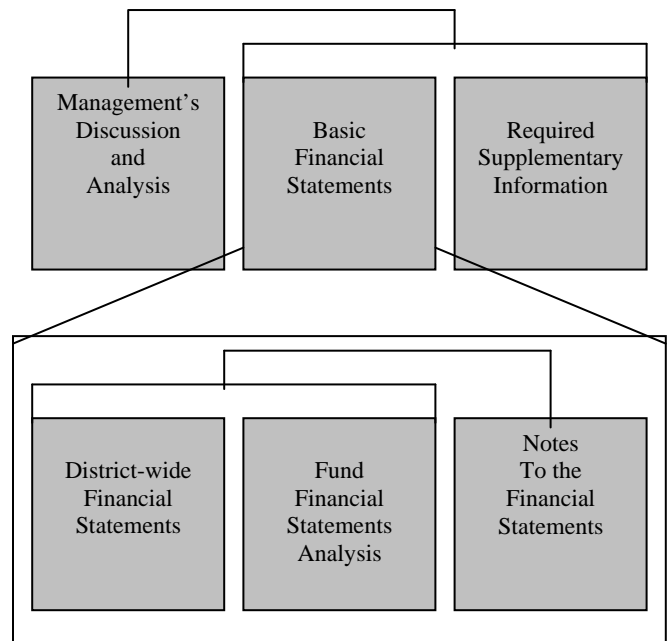 Management’s
Discussion
and
Analysis
Basic
Financial
Statements
Required
Supplementary
Information
District-wide
Financial
Statements
Fund
Financial
Statements
Analysis
Notes
To the
Financial
Statements